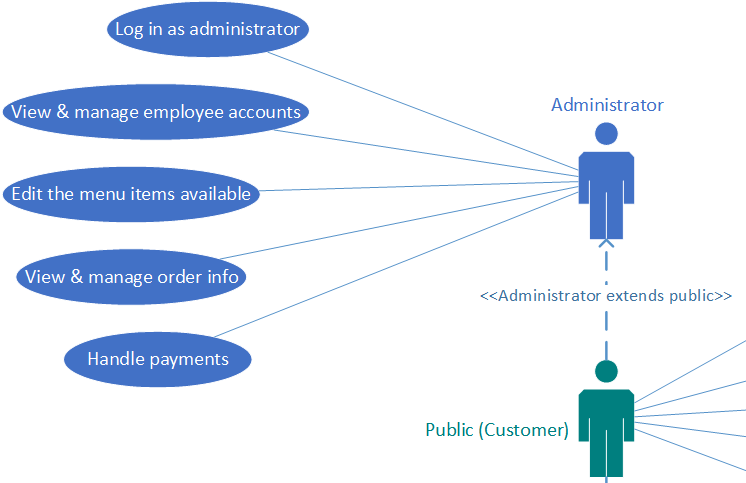 Log in as administrator
View & manage employee accounts
Administrator
Edit the menu items available
View & manage order info
<<Administrator extends public>>
Handle payments
Public (Customer)